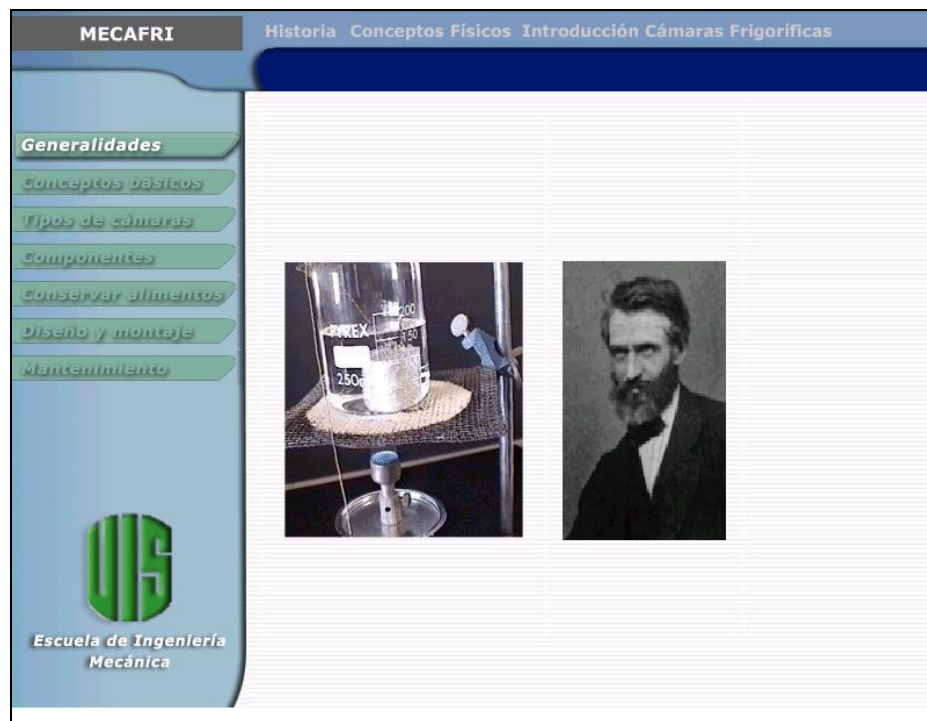 MECAFRI
Historia Conceptos Físicos Introducción Cámaras Frigoríficas
Generalidades
Conceptos básicos
Tipos de cámaras
Componentes
Conservar alimentos
Diseño y montaje
Mantenimiento
200
150
PYREX
250
UIS
Escuela de Ingeniería
Mecánica